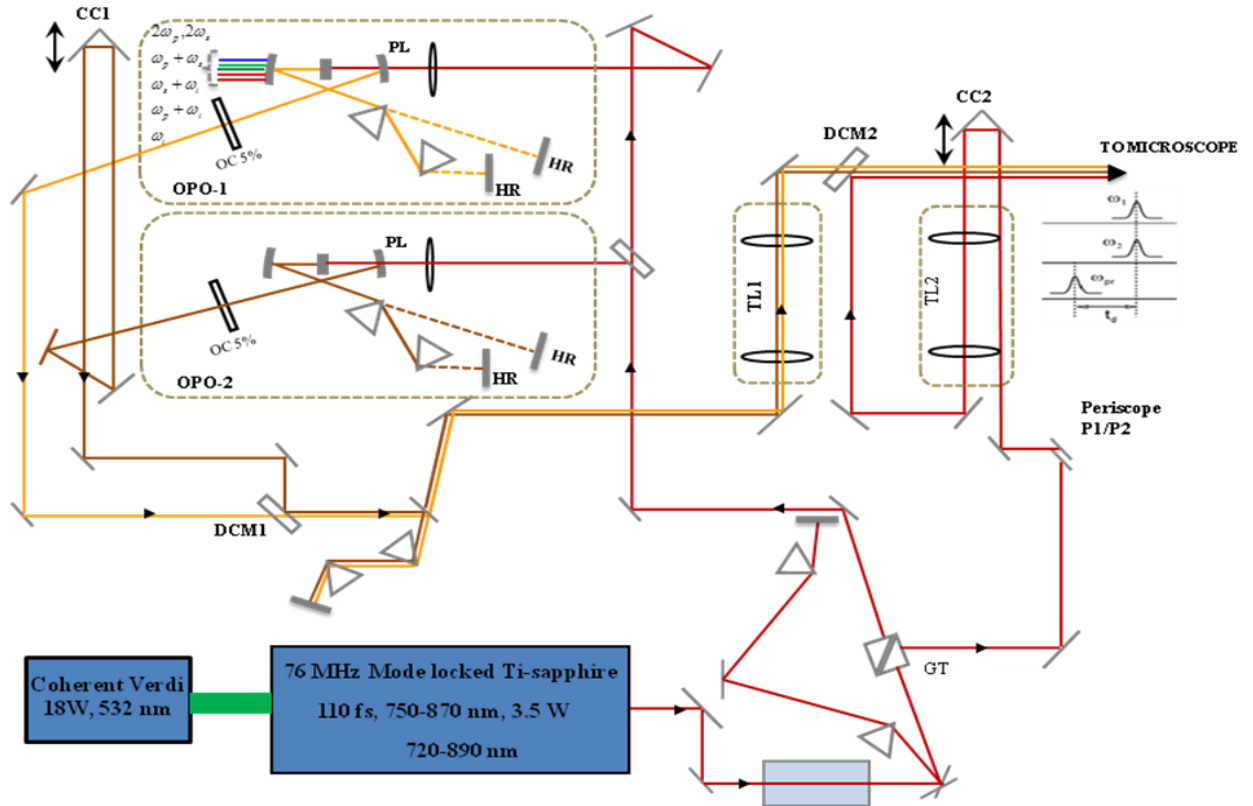 CC1
2ωp, 2ωs
ωp + ωs
ωs + ωi
ωp + ωi
ωi
PL
OC 5%
HR
HR
OPO-1
PL
OC 5%
HR
HR
OPO-2
DCM1
CC2
DCM2
TO MICROSCOPE
ω1
ω2
ωpr
td
TL1
TL2
Periscope
P1/P2
GT
Coherent Verdi
18W, 532 nm
76 MHz Mode locked Ti-sapphire
110 fs, 750-870 nm, 3.5 W
720-890 nm